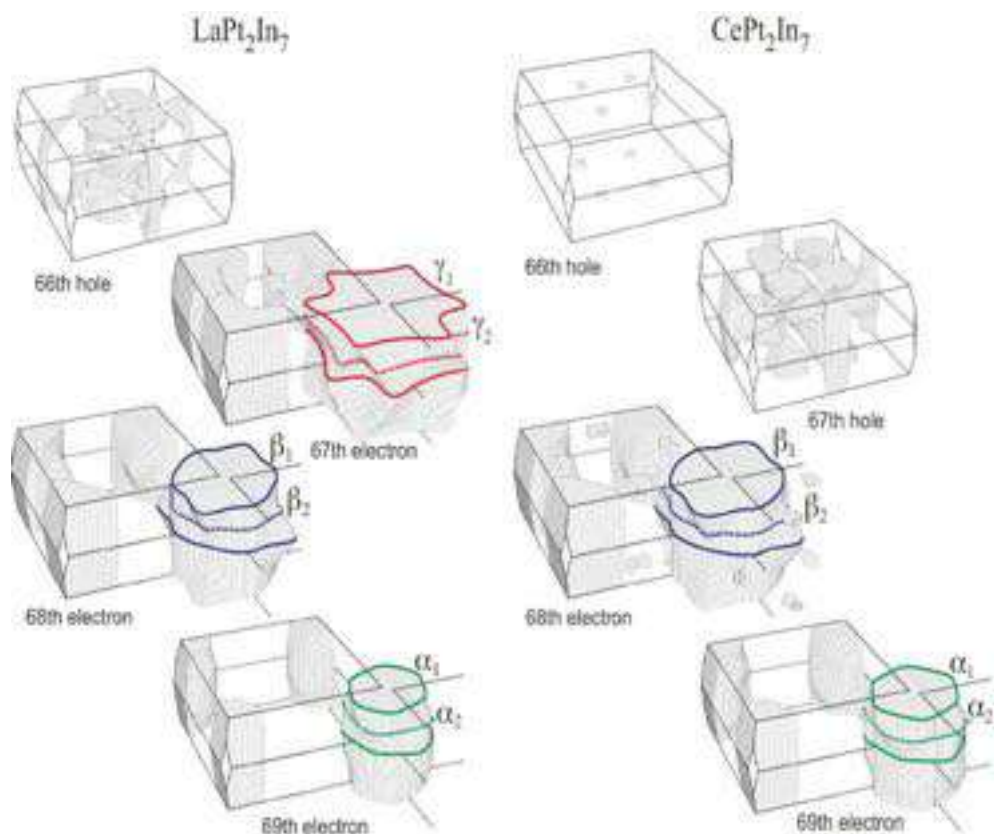 LaPt₂In₇
CePt₂In₇
66th hole
66th hole
γ₁
γ₂
67th electron
67th hole
β₁
β₂
68th electron
β₁
β₂
68th electron
α₁
α₂
69th electron
α₁
α₂
69th electron